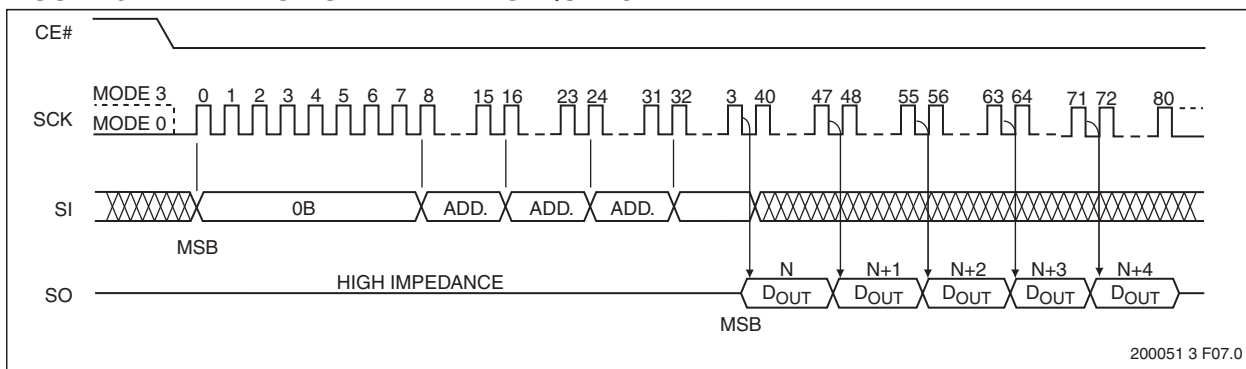 CE#
MODE 3
0 1 2 3 4 5 6 7 8 15 16 23 24 31 32 3 40 47 48 55 56 63 64 71 72 80
SCK
MODE 0
SI
0B
ADD.
ADD.
ADD.
MSB
HIGH IMPEDANCE
N
N+1
N+2
N+3
N+4
SO
DOUT
DOUT
DOUT
DOUT
DOUT
MSB
200051 3 F07.0